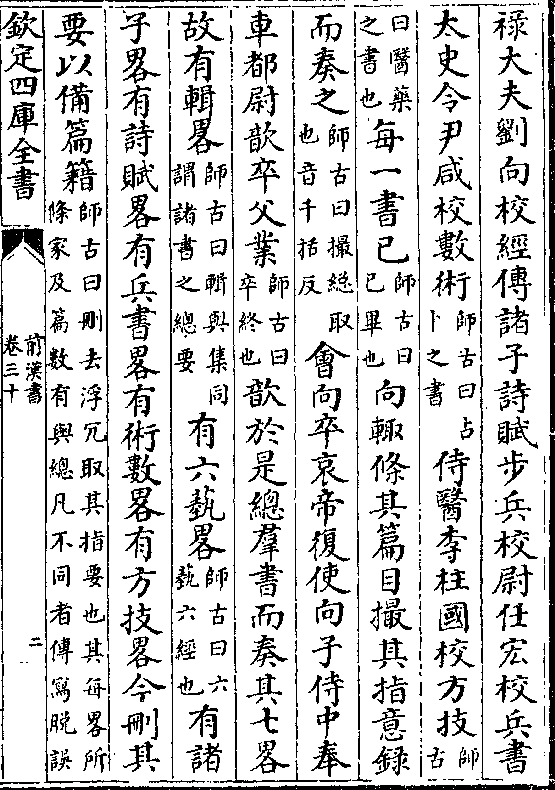 祿大夫劉向校經傳諸子詩賦步兵校尉任宏校兵書
太史令尹咸校數術師古曰占卜之書侍醫李柱國校方技師古
曰醫藥之書也每一書已師古曰已畢也向輙條其篇目撮其指意錄
而奏之師古曰撮總取也音千括反會向卒哀帝復使向子侍中奉
車都尉歆卒父業師古曰卒終也歆於是總羣書而奏其七畧
故有輯畧師古曰輯與集同謂諸書之總要有六藝畧師古曰六藝六經也有諸
子畧有詩賦畧有兵書畧有術數畧有方技畧今刪其
要以備篇籍師古曰刪去浮冗取其指要也其每畧所條家及篇數有與總凡不同者傳寫脫誤
欽定四庫全書
前漢書
卷三十
二